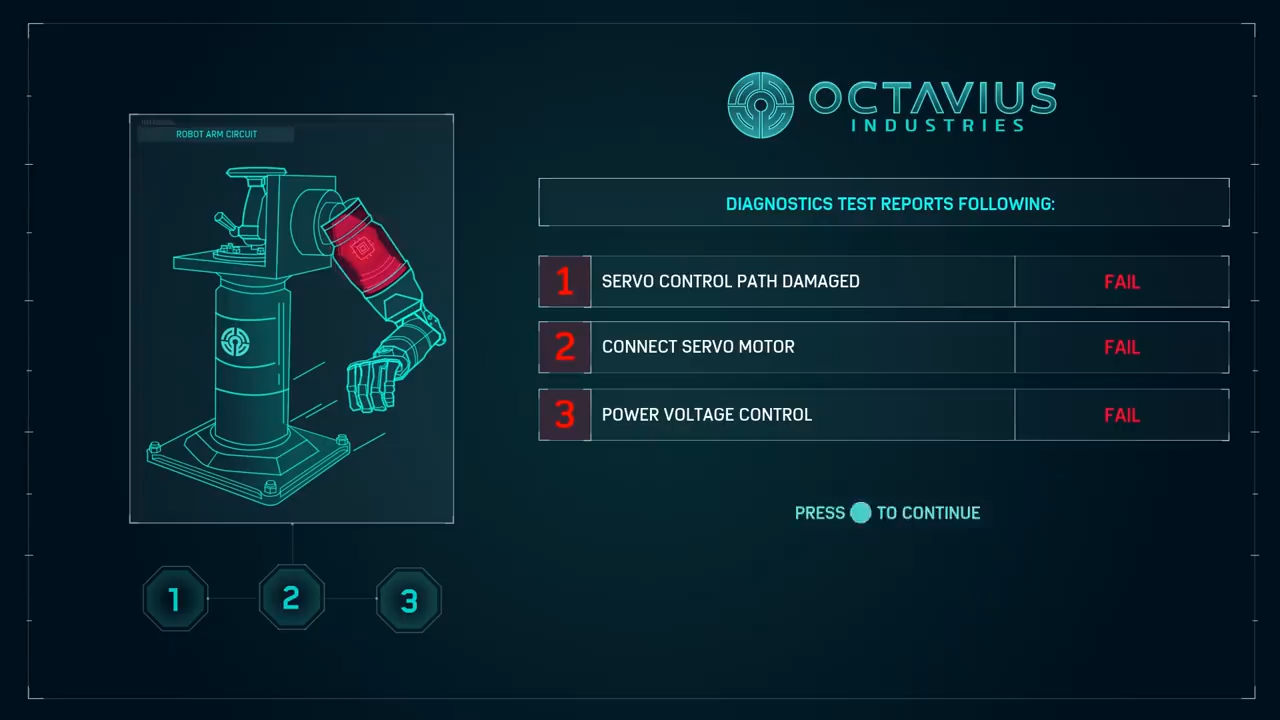 OCTAVIUS
INDUSTRIES
ROBOT ARM CIRCUIT
DIAGNOSTICS TEST REPORTS FOLLOWING:
1 SERVO CONTROL PATH DAMAGED FAIL
2 CONNECT SERVO MOTOR FAIL
3 POWER VOLTAGE CONTROL FAIL
PRESS TO CONTINUE
1 2 3